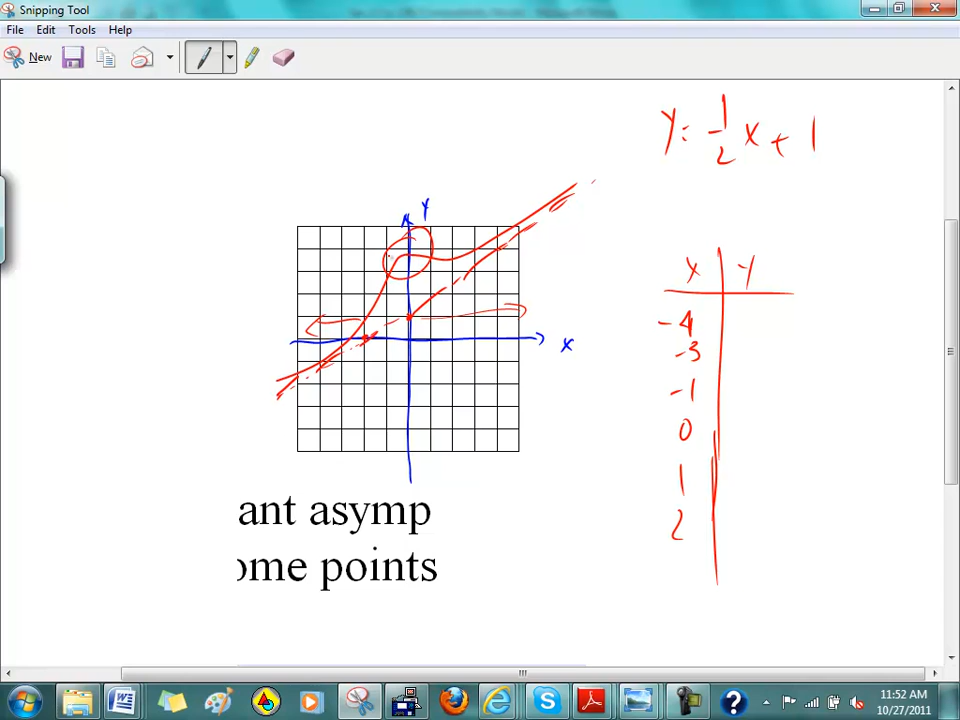 Snipping Tool
File Edit Tools Help
New
y = 1/2 x + 1
y
x
x y
-4
-3
-1
0
1
2
ant asymp
ome points
11:52 AM
10/27/2011